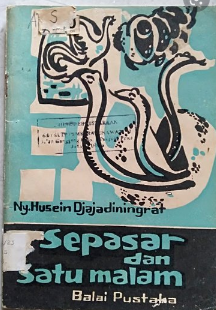 S
Ny.Husein Djajadiningrat
Sepasar
dan
satu malam
Balai Pustaka